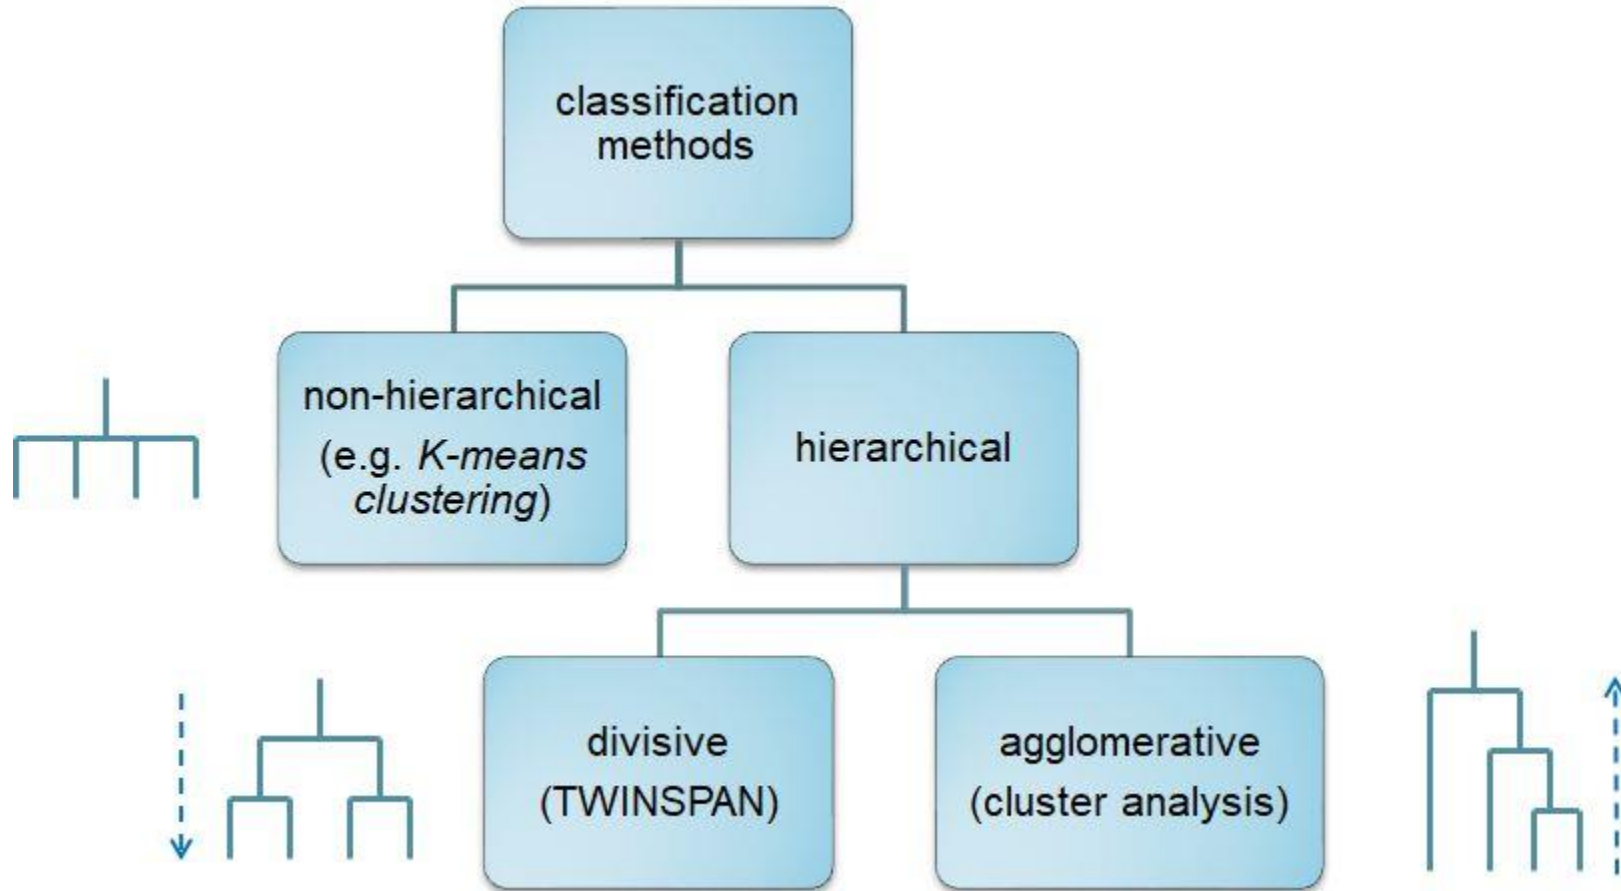 classification
methods
non-hierarchical
(e.g. K-means
clustering)
hierarchical
divisive
(TWINSPAN)
agglomerative
(cluster analysis)